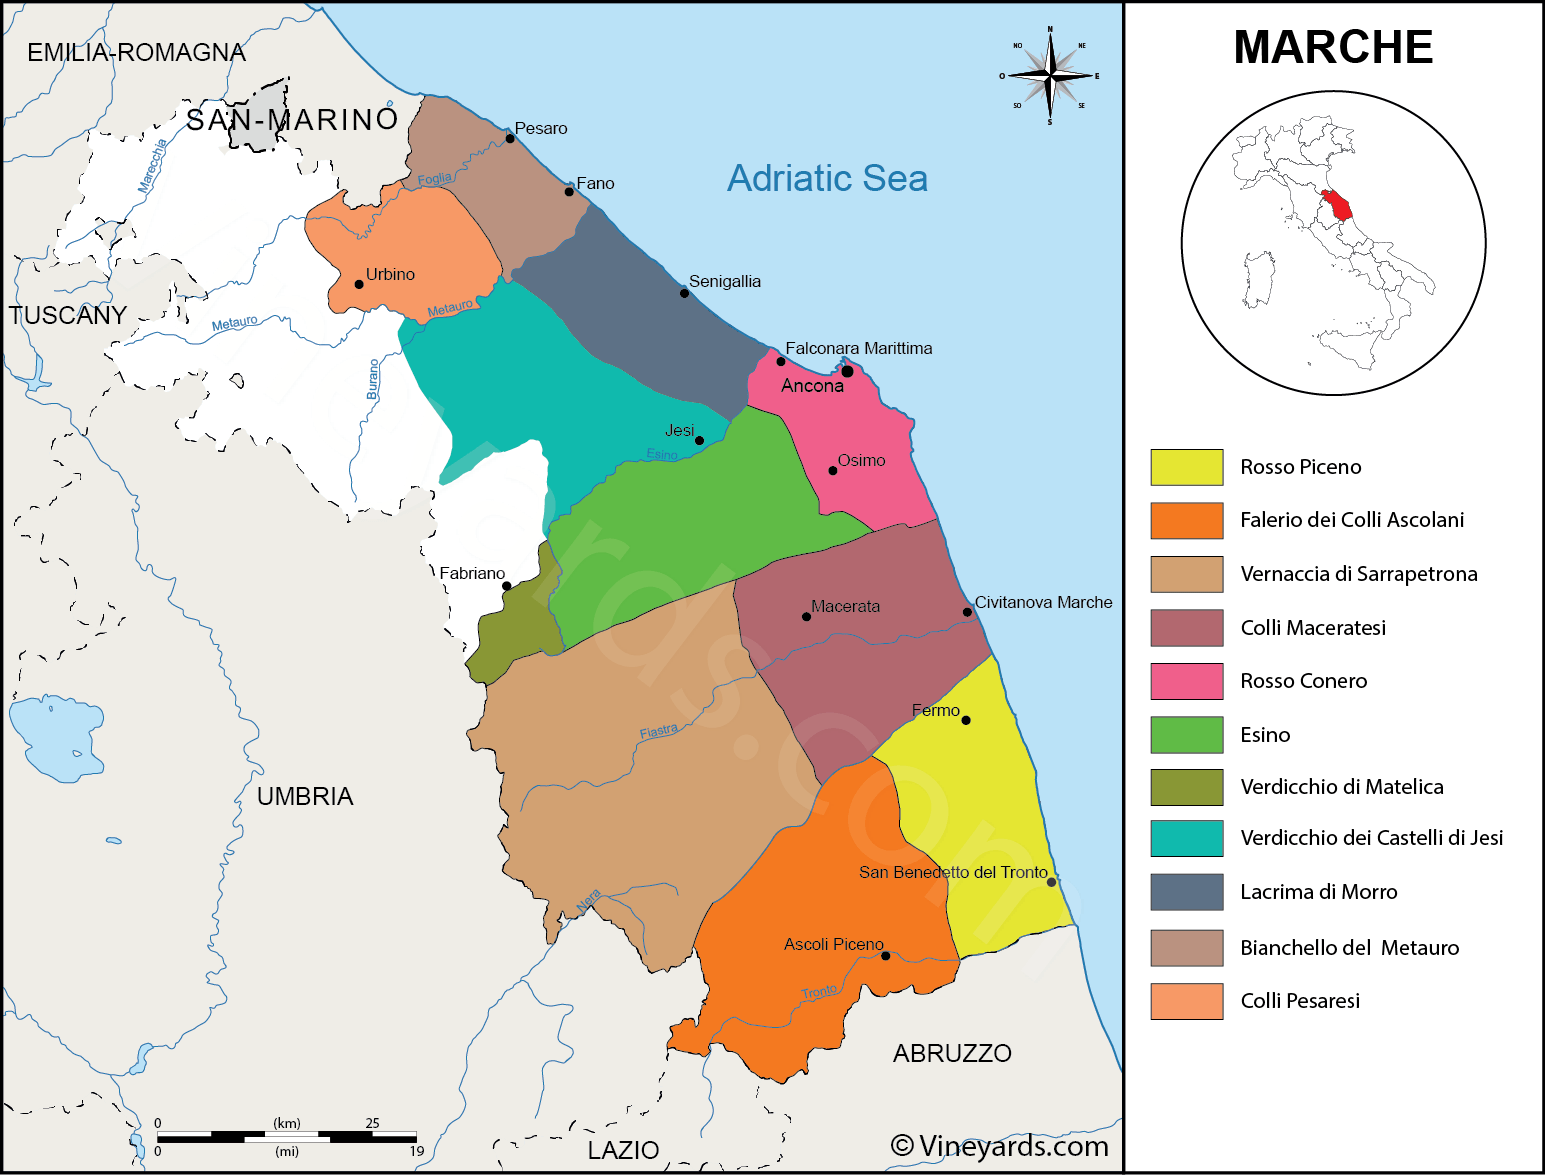 EMILIA-ROMAGNA
SAN-MARINO
Marecchia
TUSCANY
Metauro
Burano
Foglia
Pesaro
Fano
Urbino
Metauro
Adriatic Sea
N
NO
NE
O
E
SO
SE
S
Senigallia
Falconara Marittima
Ancona
Jesi
Esino
Osimo
Fabriano
Macerata
Civitanova Marche
Fiastra
Fermo
UMBRIA
San Benedetto del Tronto
Nera
Ascoli Piceno
Tronto
ABRUZZO
LAZIO
0 (km) 25
0 (mi) 19
© Vineyards.com
rds.com
MARCHE
Rosso Piceno
Falerio dei Colli Ascolani
Vernaccia di Sarrapetrona
Colli Maceratesi
Rosso Conero
Esino
Verdicchio di Matelica
Verdicchio dei Castelli di Jesi
Lacrima di Morro
Bianchello del  Metauro
Colli Pesaresi